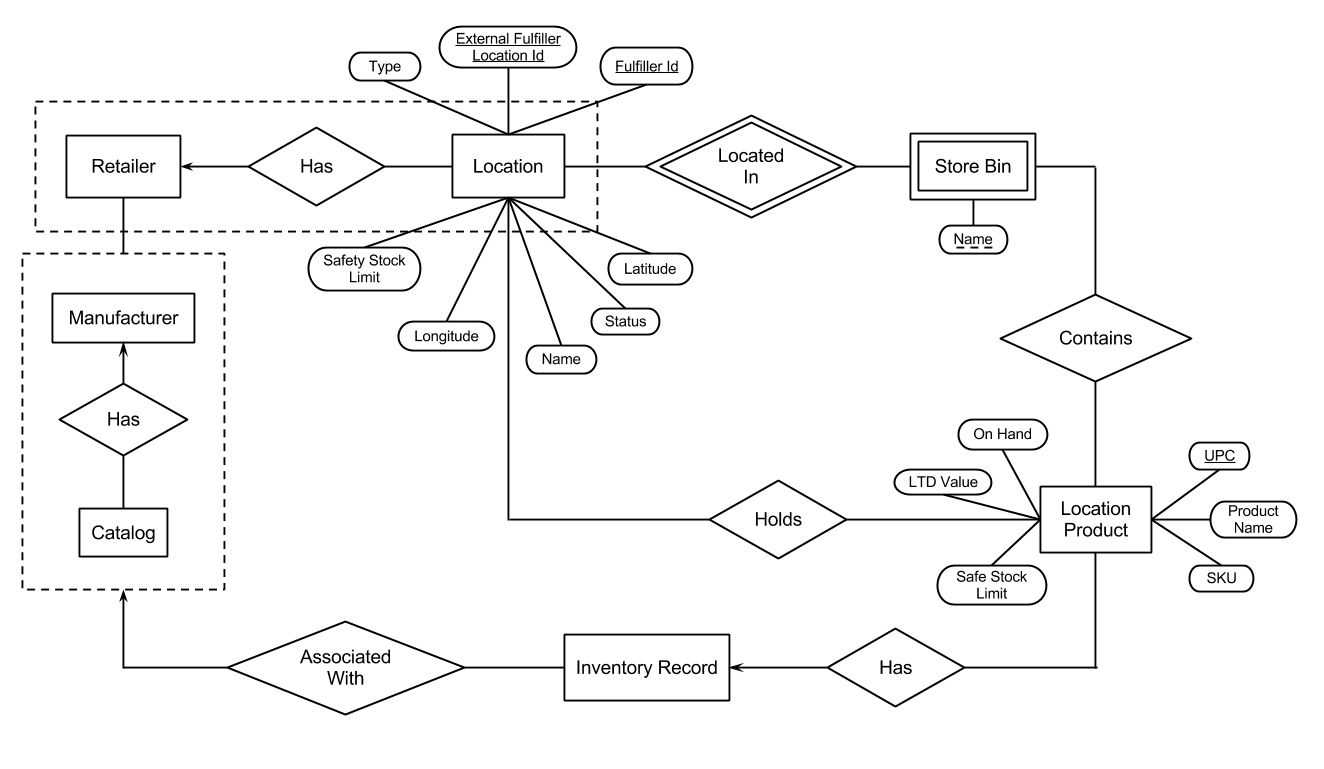 External Fulfiller
Location Id
Type
Fulfiller Id
Retailer
Has
Location
Located
In
Store Bin
Name
Safety Stock
Limit
Latitude
Longitude
Status
Name
Manufacturer
Has
Catalog
Contains
On Hand
LTD Value
UPC
Holds
Location
Product
Product
Name
Safe Stock
Limit
SKU
Associated
With
Inventory Record
Has